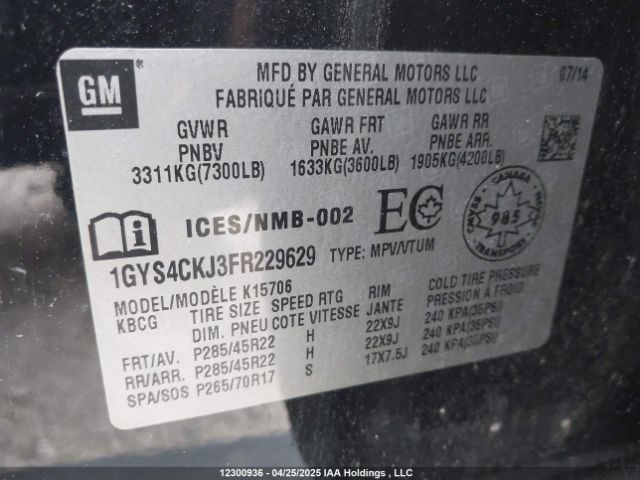 GM ®
MFD BY GENERAL MOTORS LLC 07/14
FABRIQUÉ PAR GENERAL MOTORS LLC
GVWR GAWR FRT GAWR RR
PNBV PNBE AV. PNBE ARR.
3311KG(7300LB) 1633KG(3600LB) 1905KG(4200LB)
ICES/NMB-002 EC CANADA 985
1GYS4CKJ3FR229629 TYPE: MPV/VTUM
MODEL/MODÈLE K15706
KBCG TIRE SIZE SPEED RTG RIM COLD TIRE PRESSURE
DIM. PNEU COTE VITESSE JANTE PRESSION À FROID
FRT/AV. P285/45R22 H 22X9J 240 KPA(35PSI)
RR/ARR. P285/45R22 H 22X9J 240 KPA(35PSI)
SPA/SOS P265/70R17 S 17X7.5J 240 KPA(35PSI)
12300936 - 04/25/2025 IAA Holdings , LLC